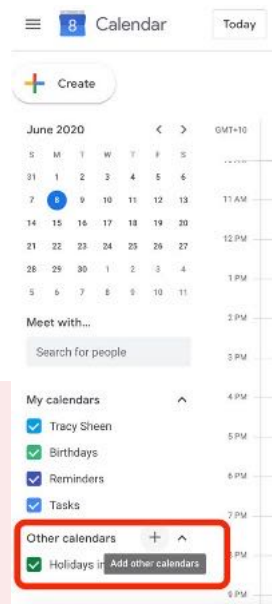 8 Calendar Today
Create
June 2020 < > GMT+10
S M T W T F S
31 1 2 3 4 5 6
7 8 9 10 11 12 13 11 AM
14 15 16 17 18 19 20
21 22 23 24 25 26 27 12 PM
28 29 30 1 2 3 4
5 6 7 8 9 10 11 1 PM
Meet with... 2 PM
Search for people 3 PM
My calendars 4 PM
Tracy Sheen
Birthdays 5 PM
Reminders 6 PM
Tasks
7 PM
Other calendars +
Holidays in Add other calendars PM
9 PM